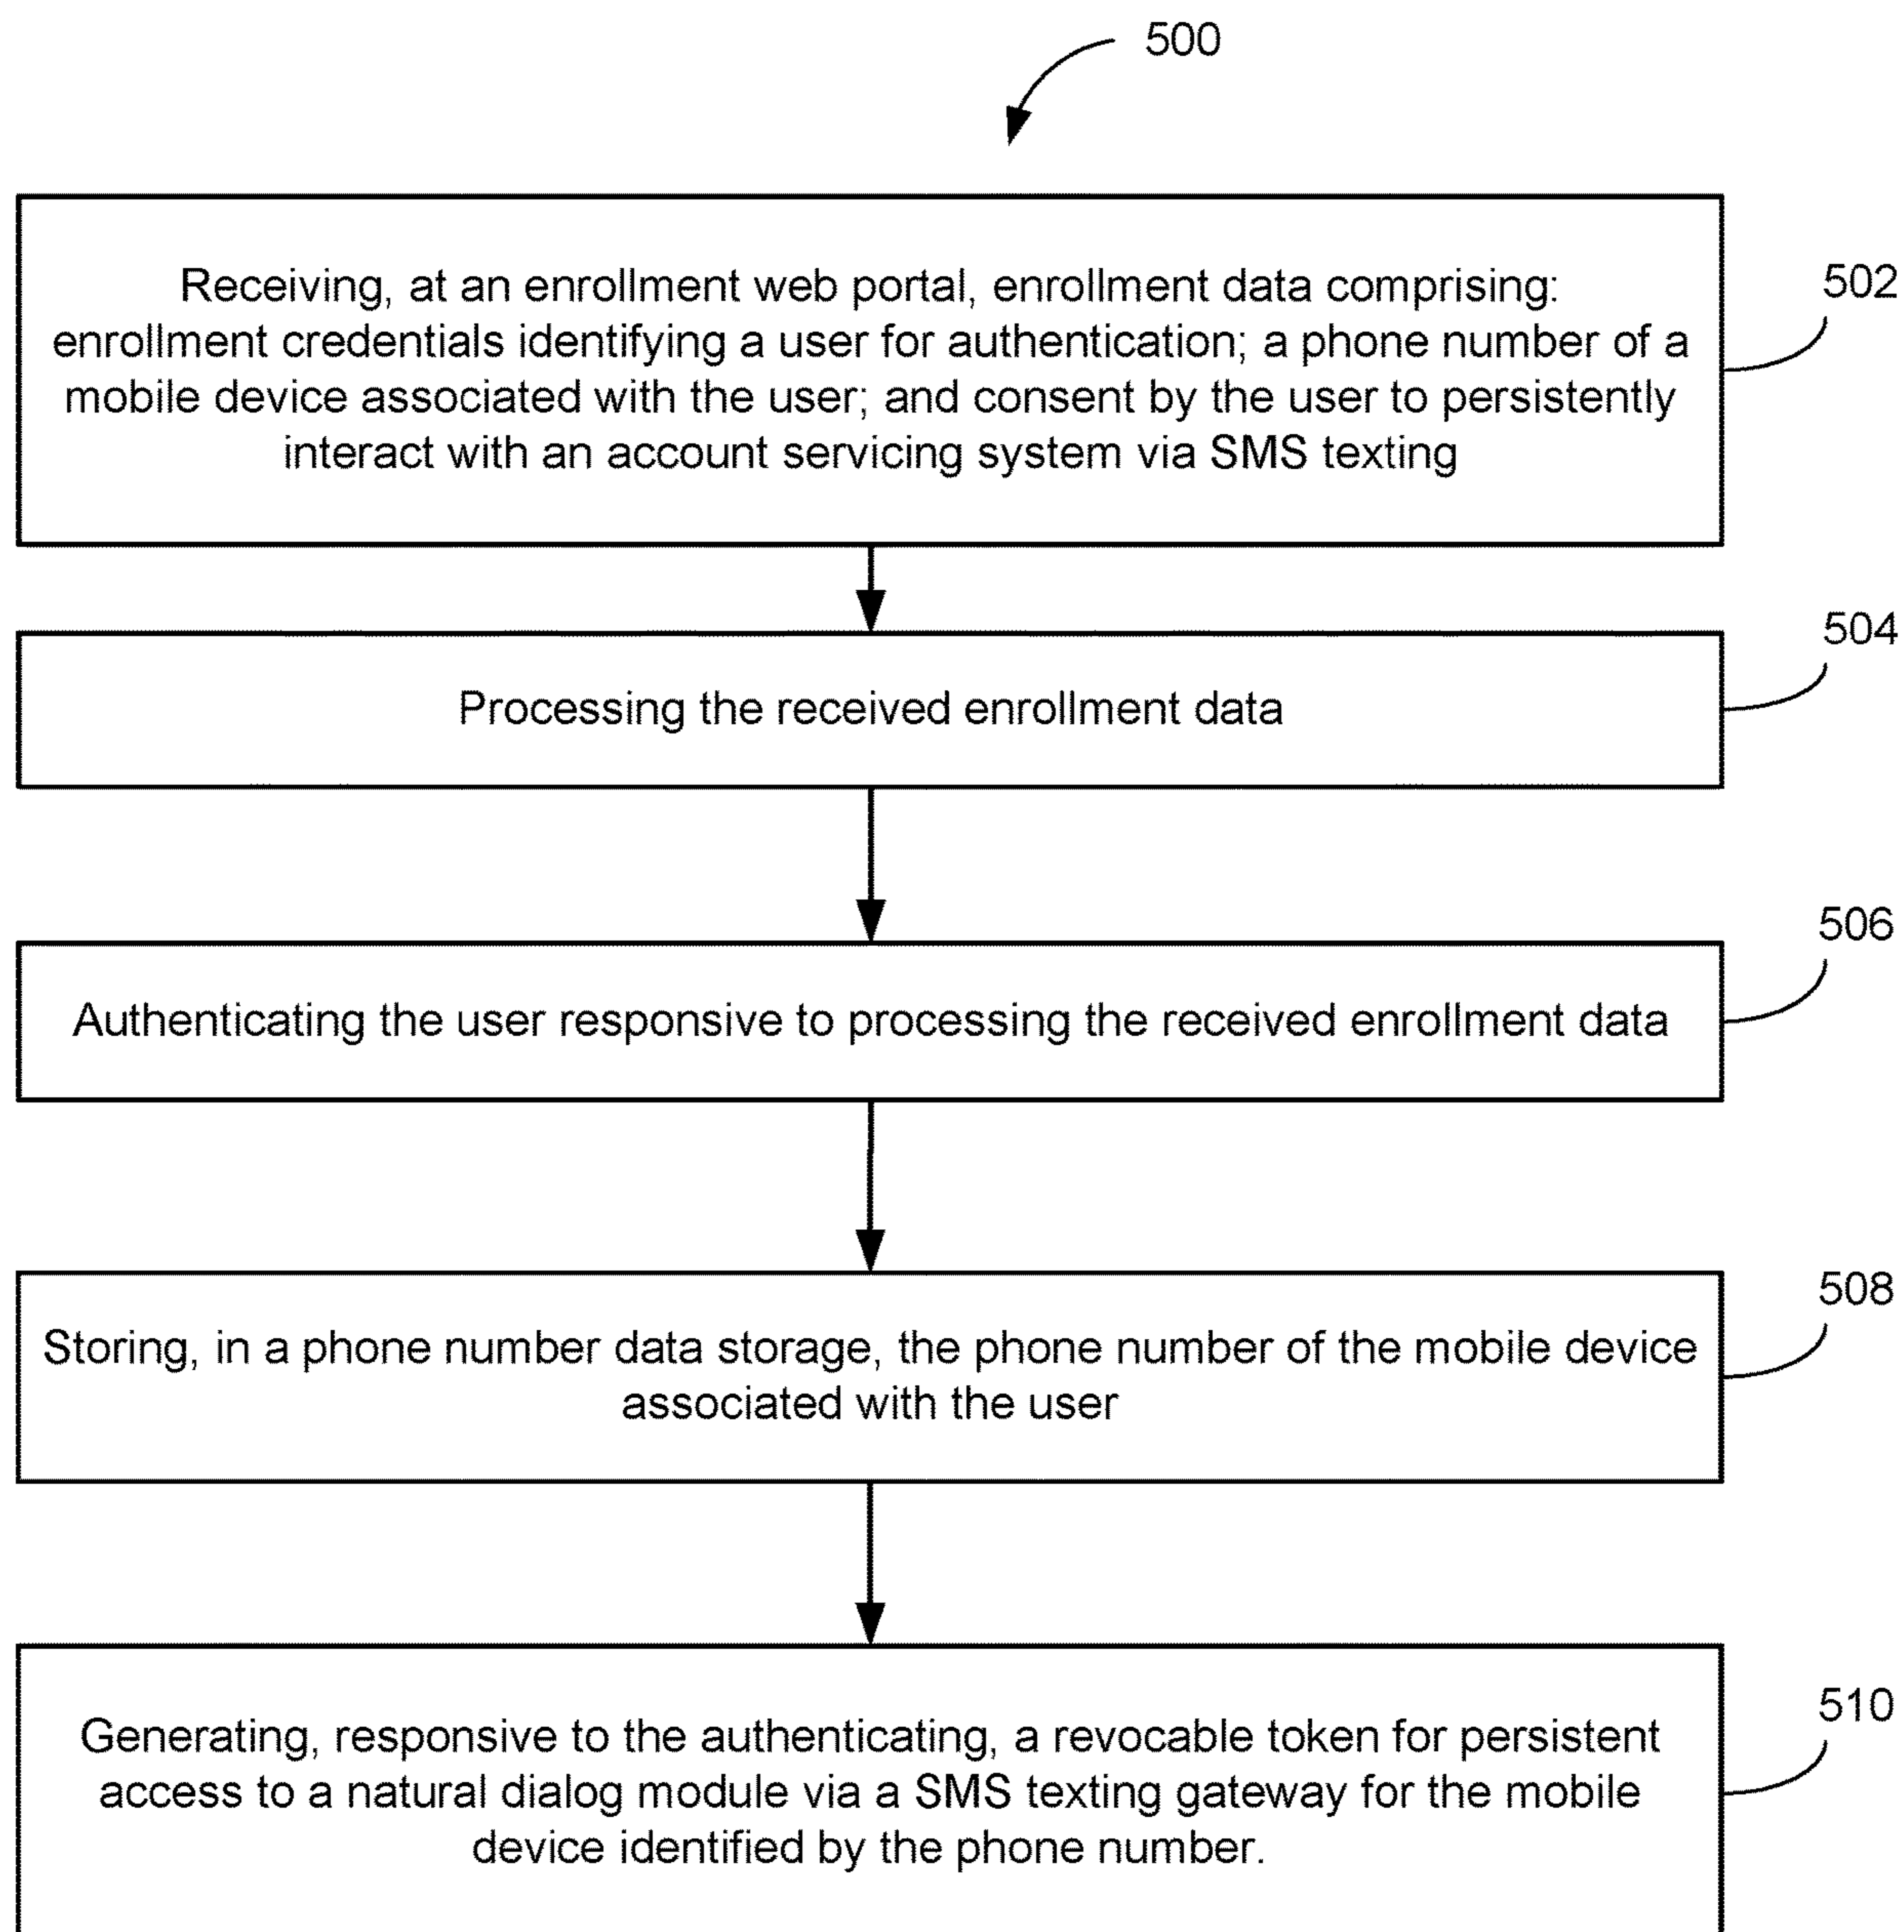 500
Receiving, at an enrollment web portal, enrollment data comprising:
enrollment credentials identifying a user for authentication; a phone number of a
mobile device associated with the user; and consent by the user to persistently
interact with an account servicing system via SMS texting
502
Processing the received enrollment data
504
Authenticating the user responsive to processing the received enrollment data
506
Storing, in a phone number data storage, the phone number of the mobile device
associated with the user
508
Generating, responsive to the authenticating, a revocable token for persistent
access to a natural dialog module via a SMS texting gateway for the mobile
device identified by the phone number.
510